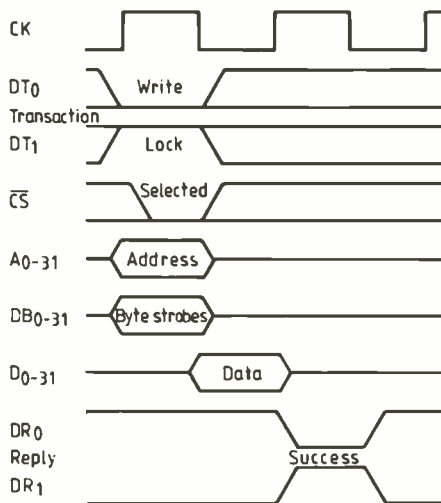 CK
DT0 Write
Transaction
DT1 Lock
CS Selected
A0-31 Address
DB0-31 Byte strobes
D0-31 Data
DR0
Reply Success
DR1